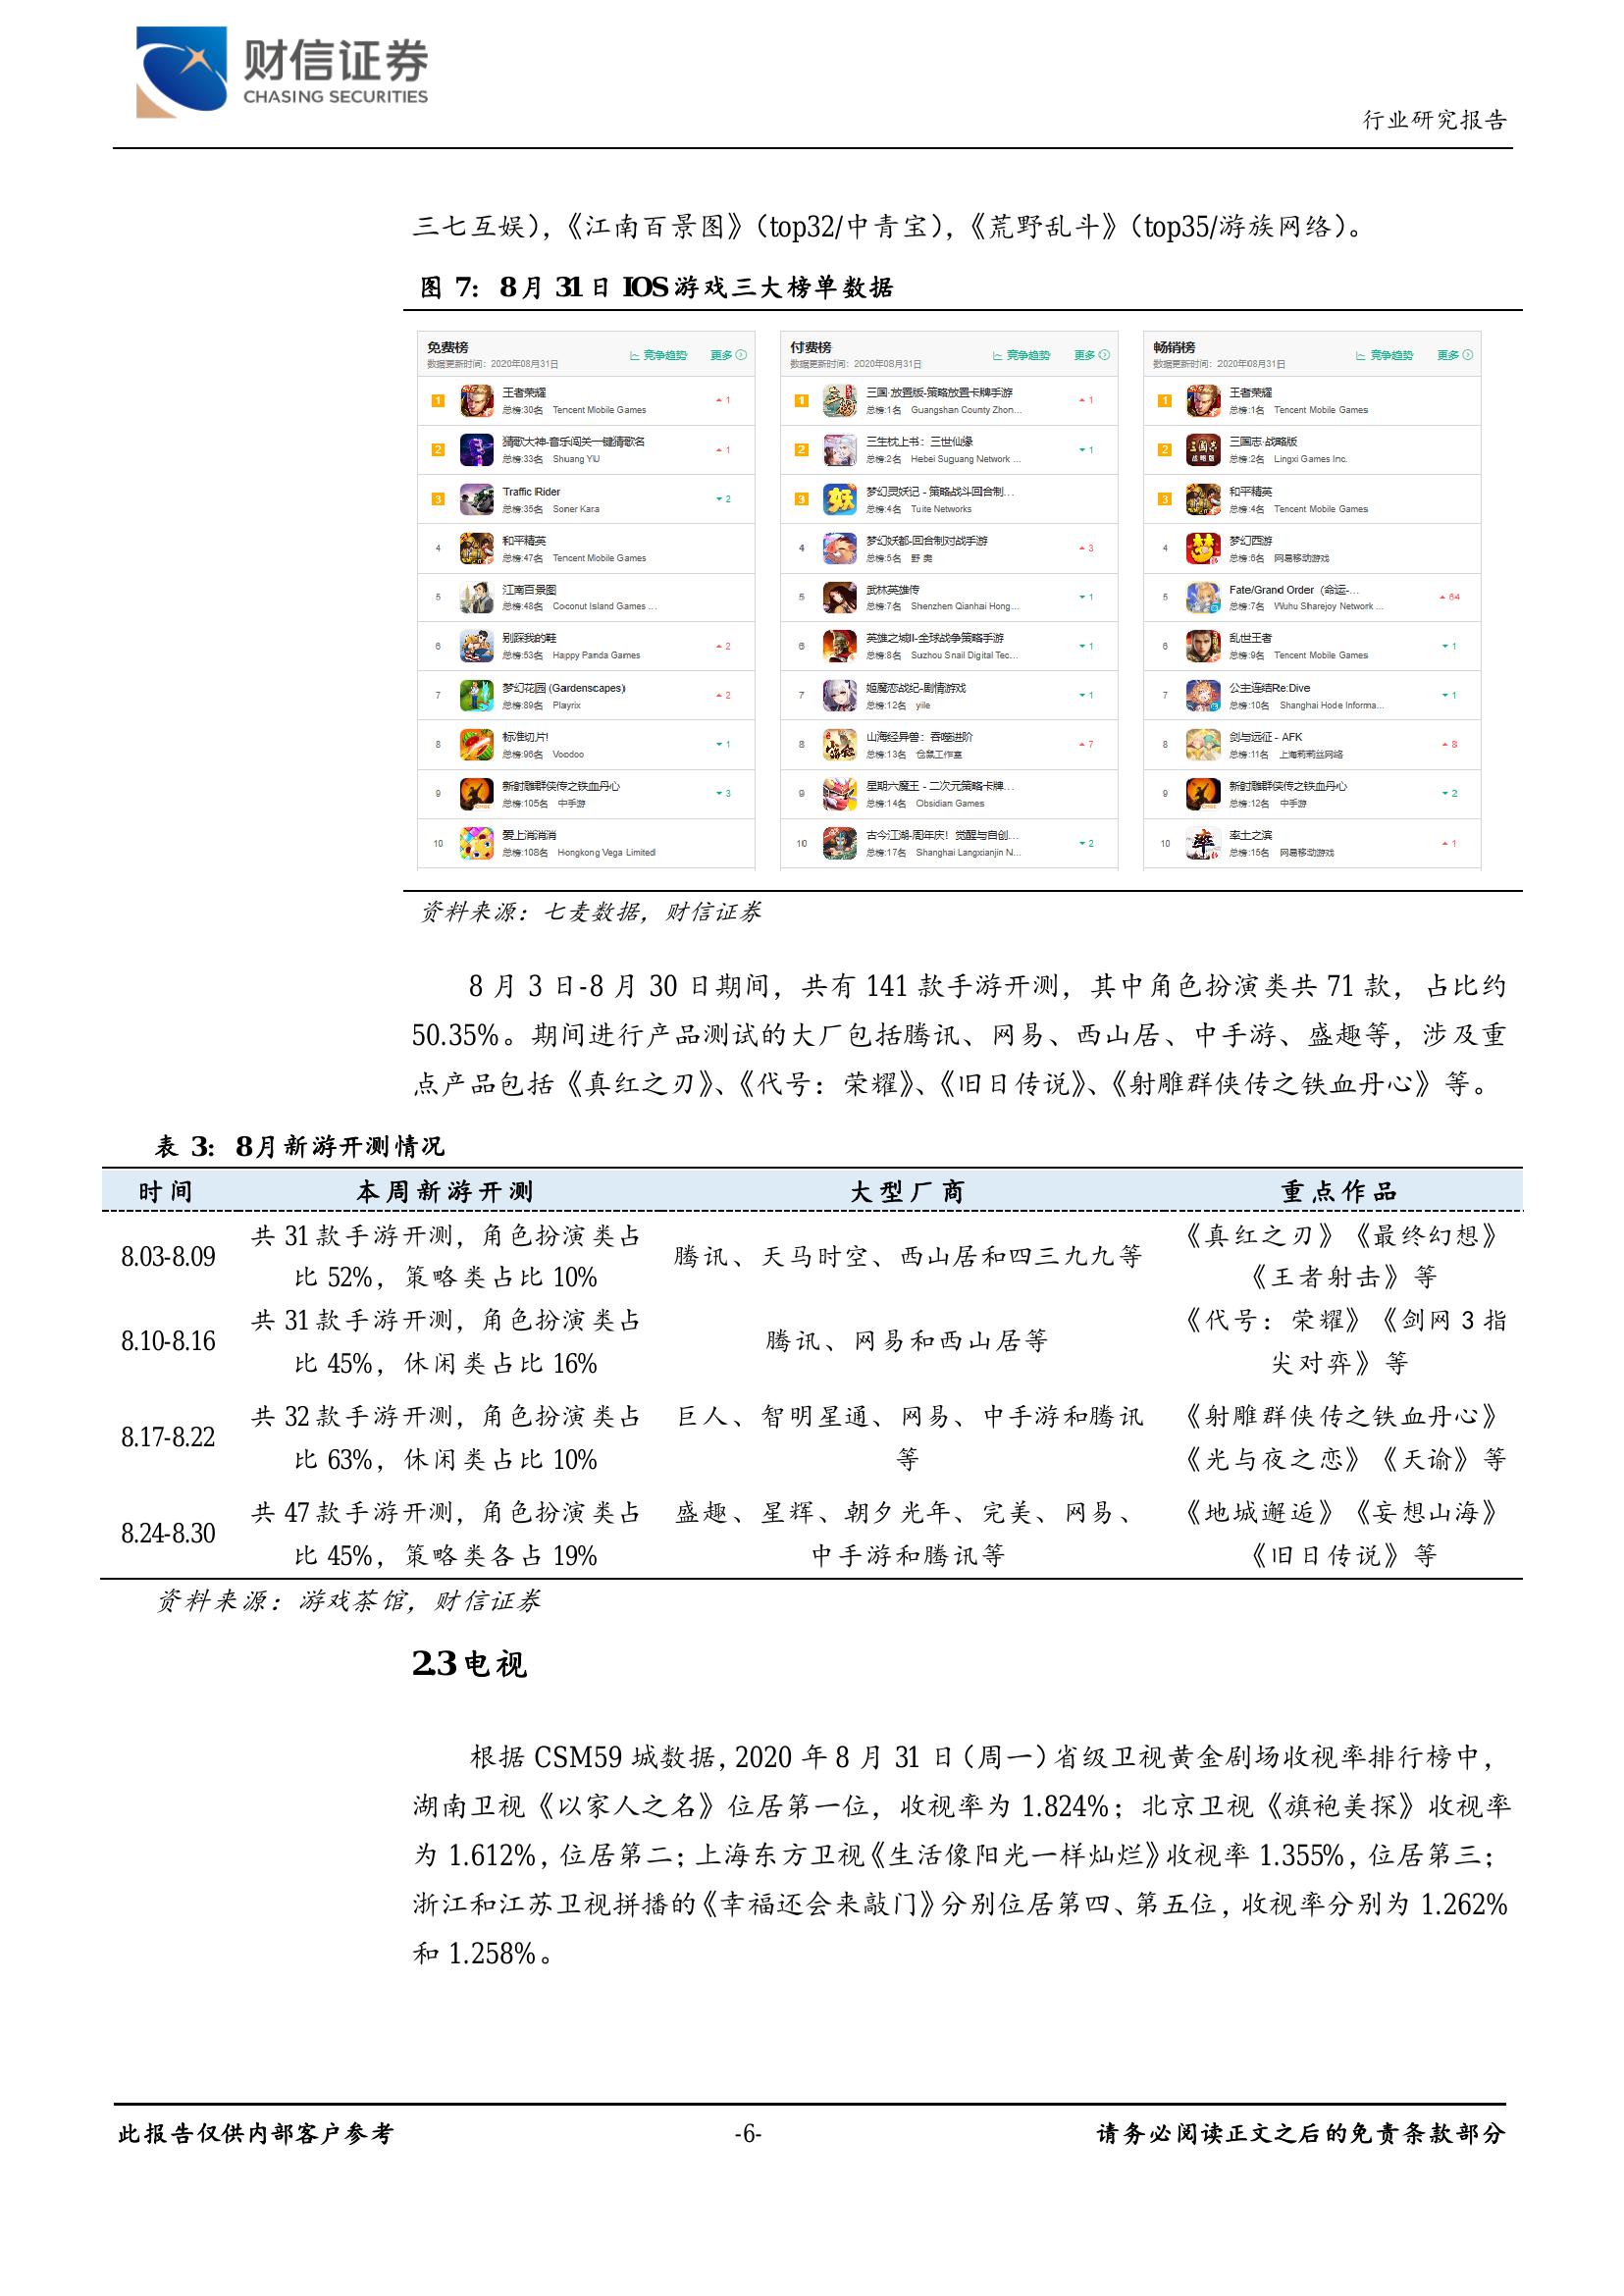 财信证券
CHASING SECURITIES
行业研究报告
三七互娱），《江南百景图》（top32/中青宝），《荒野乱斗》（top35/游族网络）。
图 7：8 月 31 日 IOS 游戏三大榜单数据
免费榜
数据更新时间：2020年08月31日
竞争趋势 更多
1 王者荣耀 1
总榜:30名 Tencent Mobile Games
2 猜歌大神-音乐闯关一键猜歌名 1
总榜:33名 Shuang YU
3 Traffic Rider 2
总榜:35名 Soner Kara
4 和平精英
总榜:47名 Tencent Mobile Games
5 江南百景图
总榜:48名 Coconut Island Games ...
6 别踩我的鞋 2
总榜:53名 Happy Panda Games
7 梦幻花园 (Gardenscapes) 2
总榜:89名 Playrix
8 标准切片! 1
总榜:96名 Voodoo
9 新射雕群侠传之铁血丹心 3
总榜:105名 中手游
10 爱上消消消
总榜:108名 Hongkong Vega Limited
付费榜
数据更新时间：2020年08月31日
竞争趋势 更多
1 三国·放置版-策略放置卡牌手游 1
总榜:1名 Guangshan County Zhon...
2 三生枕上书：三世仙缘 1
总榜:2名 Hebei Suguang Network ...
3 梦幻灵妖记 - 策略战斗回合制...
总榜:4名 Tuite Networks
4 梦幻妖都-回合制对战手游 3
总榜:5名 野 奥
5 武林英雄传 1
总榜:7名 Shenzhen Qianhai Hong...
6 英雄之城II-全球战争策略手游 1
总榜:8名 Suzhou Snail Digital Tec...
7 姬魔恋战纪-剧情游戏 1
总榜:12名 yile
8 山海经异兽：吞噬进阶 7
总榜:13名 仓鼠工作室
9 星期六魔王 - 二次元策略卡牌...
总榜:14名 Obsidian Games
10 古今江湖-周年庆！觉醒与自创... 2
总榜:17名 Shanghai Langxianjin N...
畅销榜
数据更新时间：2020年08月31日
竞争趋势 更多
1 王者荣耀
总榜:1名 Tencent Mobile Games
2 三国志·战略版
总榜:2名 Lingxi Games Inc.
3 和平精英
总榜:4名 Tencent Mobile Games
4 梦幻西游
总榜:6名 网易移动游戏
5 Fate/Grand Order（命运-... 64
总榜:7名 Wuhu Sharejoy Network ...
6 乱世王者 1
总榜:9名 Tencent Mobile Games
7 公主连结Re:Dive 1
总榜:10名 Shanghai Hode Informa...
8 剑与远征 - AFK 8
总榜:11名 上海莉莉丝网络
9 新射雕群侠传之铁血丹心 2
总榜:12名 中手游
10 率土之滨 1
总榜:15名 网易移动游戏
资料来源：七麦数据，财信证券
8 月 3 日-8 月 30 日期间，共有 141 款手游开测，其中角色扮演类共 71 款，占比约
50.35%。期间进行产品测试的大厂包括腾讯、网易、西山居、中手游、盛趣等，涉及重
点产品包括《真红之刃》、《代号：荣耀》、《旧日传说》、《射雕群侠传之铁血丹心》等。
表 3：8 月新游开测情况
时间 本周新游开测 大型厂商 重点作品
8.03-8.09 共 31 款手游开测，角色扮演类占 腾讯、天马时空、西山居和四三九九等 《真红之刃》《最终幻想》
比 52%，策略类占比 10% 《王者射击》等
8.10-8.16 共 31 款手游开测，角色扮演类占 腾讯、网易和西山居等 《代号：荣耀》《剑网 3 指
比 45%，休闲类占比 16% 尖对弈》等
8.17-8.22 共 32 款手游开测，角色扮演类占 巨人、智明星通、网易、中手游和腾讯 《射雕群侠传之铁血丹心》
比 63%，休闲类占比 10% 等 《光与夜之恋》《天谕》等
8.24-8.30 共 47 款手游开测，角色扮演类占 盛趣、星辉、朝夕光年、完美、网易、 《地城邂逅》《妄想山海》
比 45%，策略类各占 19% 中手游和腾讯等 《旧日传说》等
资料来源：游戏茶馆，财信证券
2.3 电视
根据 CSM59 城数据，2020 年 8 月 31 日（周一）省级卫视黄金剧场收视率排行榜中，
湖南卫视《以家人之名》位居第一位，收视率为 1.824%；北京卫视《旗袍美探》收视率
为 1.612%，位居第二；上海东方卫视《生活像阳光一样灿烂》收视率 1.355%，位居第三；
浙江和江苏卫视拼播的《幸福还会来敲门》分别位居第四、第五位，收视率分别为 1.262%
和 1.258%。
此报告仅供内部客户参考
-6-
请务必阅读正文之后的免责条款部分